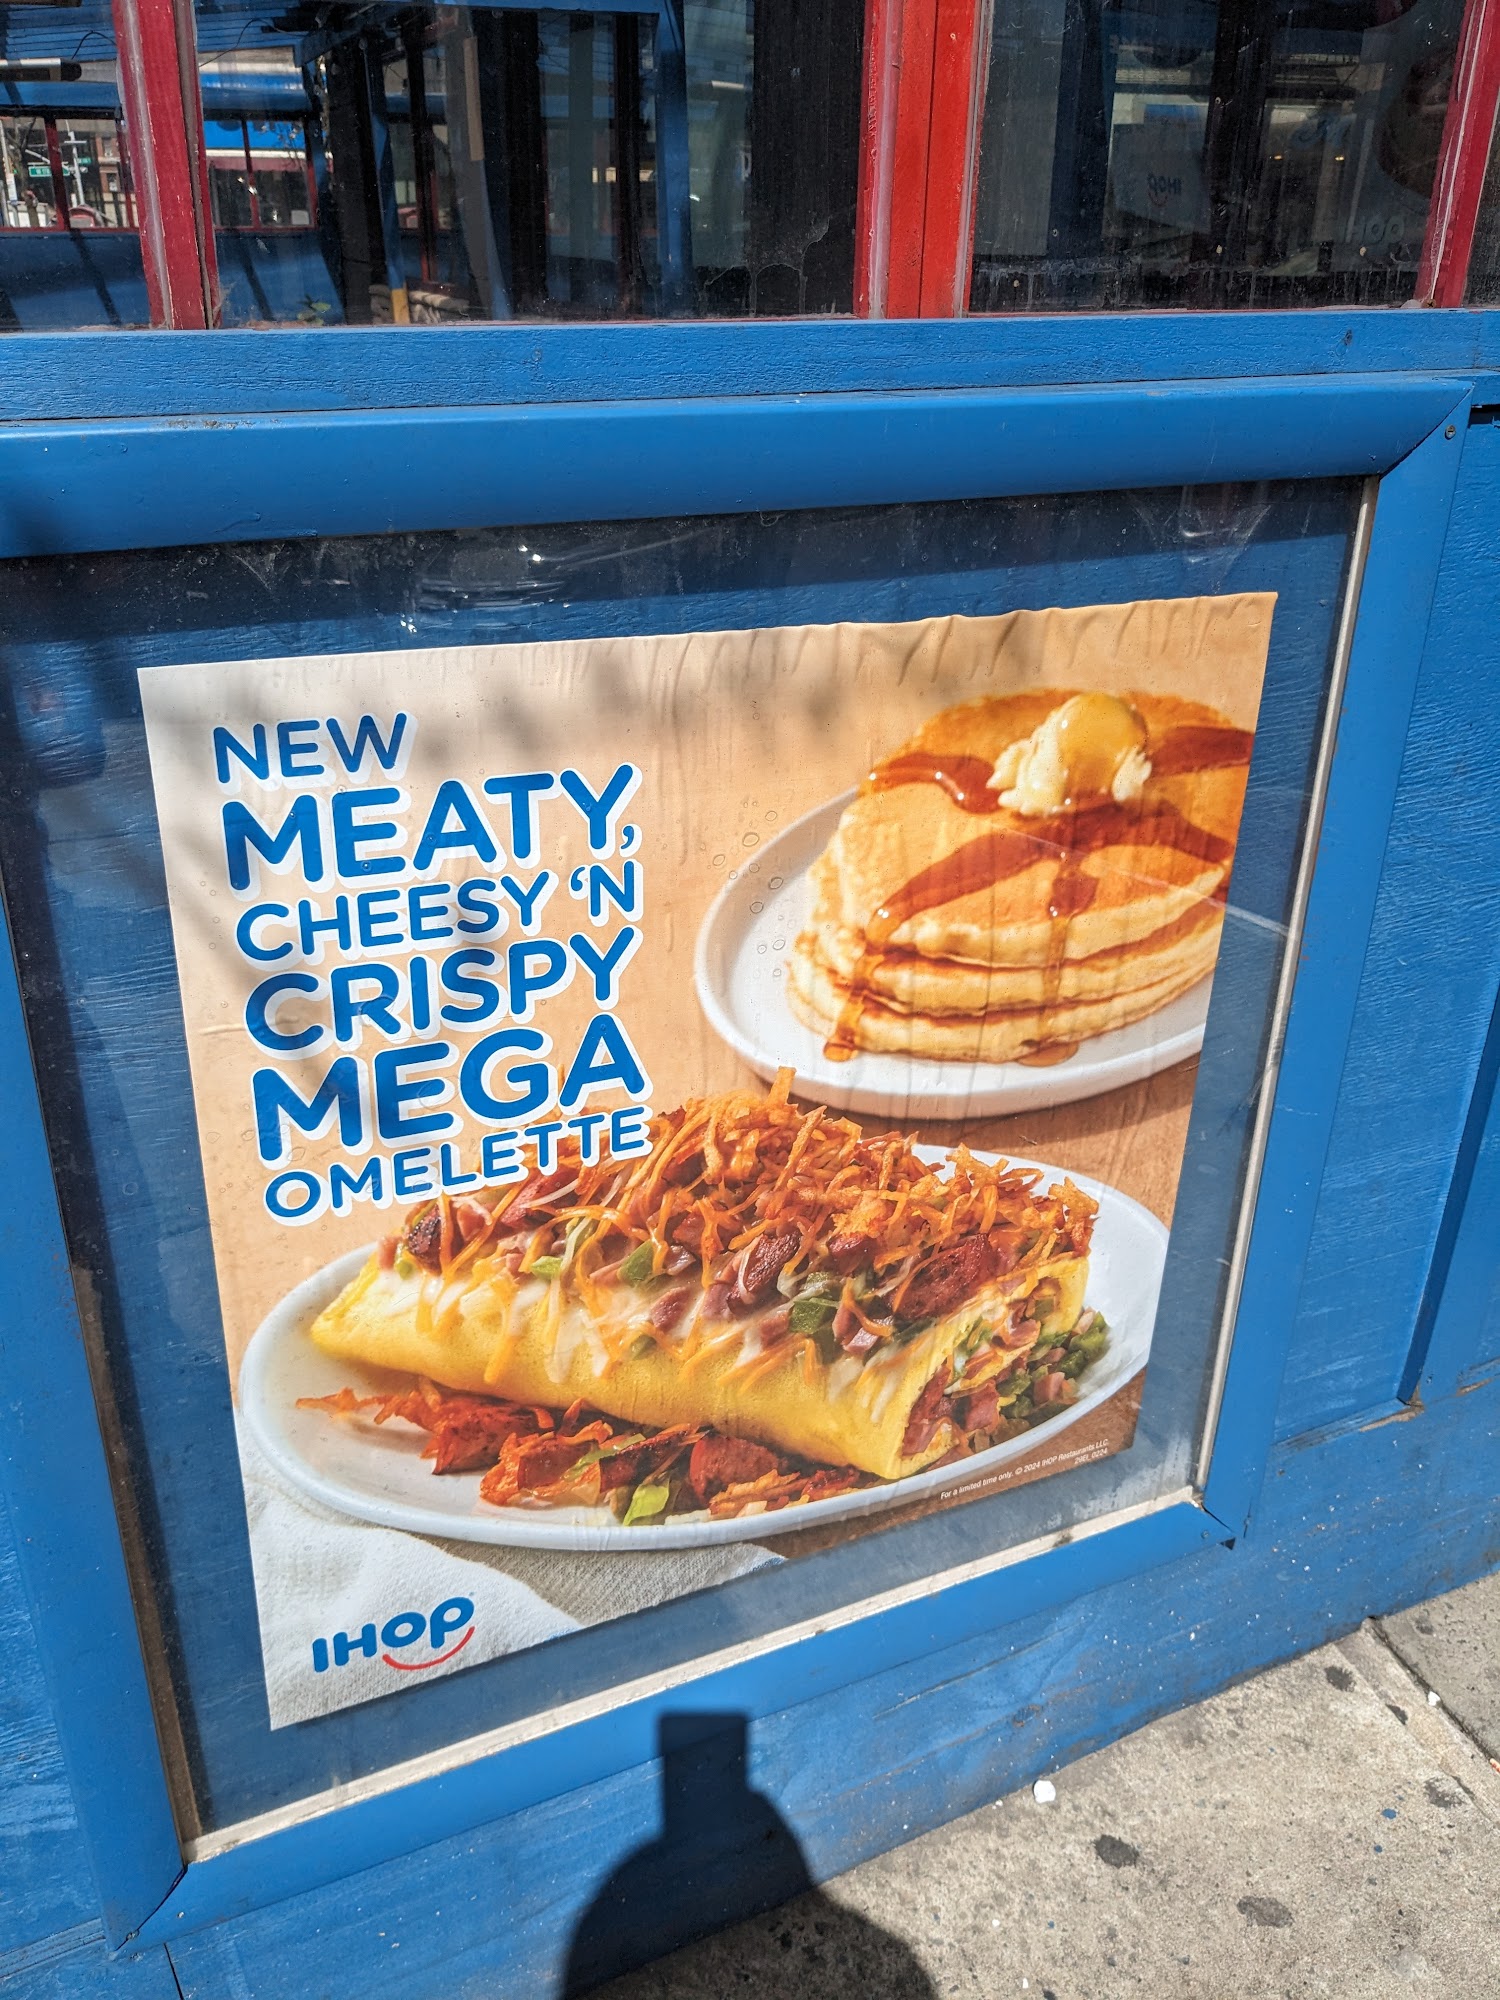 NEW
MEATY,
CHEESY 'N
CRISPY
MEGA
OMELETTE
For a limited time only. © 2024 IHOP Restaurants LLC.
IHOP